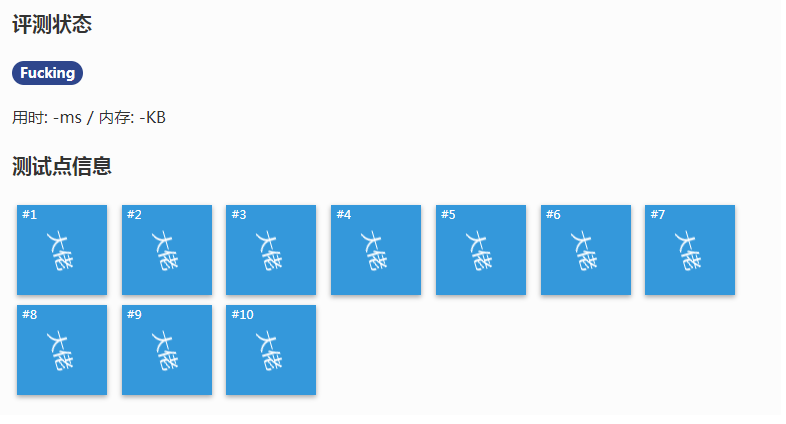 评测状态
Fucking
用时: -ms / 内存: -KB
测试点信息
#1 #2 #3 #4 #5 #6 #7
大佬 大佬 大佬 大佬 大佬 大佬 大佬
#8 #9 #10
大佬 大佬 大佬